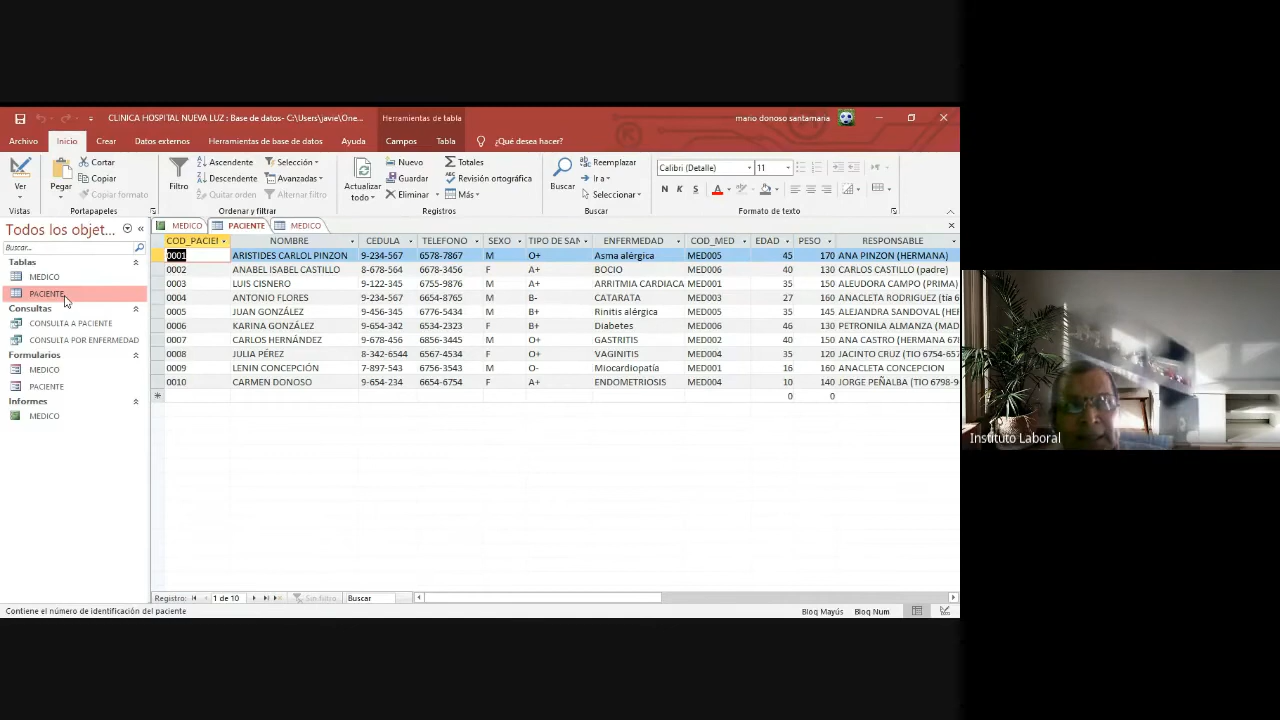 CLINICA HOSPITAL NUEVA LUZ : Base de datos- C:\Users\javie\One... Herramientas de tabla mario donoso santamaria
Archivo Inicio Crear Datos externos Herramientas de base de datos Ayuda Campos Tabla ¿Qué desea hacer?
Ver
Vistas
Pegar
Cortar
Copiar
Copiar formato
Portapapeles
Filtro
Ascendente
Descendente
Quitar orden
Selección
Avanzadas
Alternar filtro
Ordenar y filtrar
Actualizar
todo
Nuevo
Guardar
Eliminar
Totales
Revisión ortográfica
Más
Registros
Buscar
Reemplazar
Ir a
Seleccionar
Buscar
Calibri (Detalle) 11
N K S A
Formato de texto
Todos los objet...
Buscar...
Tablas
MEDICO
PACIENTE
Consultas
CONSULTA A PACIENTE
CONSULTA POR ENFERMEDAD
Formularios
MEDICO
PACIENTE
Informes
MEDICO
MEDICO PACIENTE MEDICO
COD_PACIEI NOMBRE CEDULA TELEFONO SEXO TIPO DE SAN ENFERMEDAD COD_MED EDAD PESO RESPONSABLE
0001 ARISTIDES CARLOL PINZON 9-234-567 6578-7867 M O+ Asma alérgica MED005 45 170 ANA PINZON (HERMANA)
0002 ANABEL ISABEL CASTILLO 8-678-564 6678-3456 F A+ BOCIO MED006 40 130 CARLOS CASTILLO (padre)
0003 LUIS CISNERO 9-122-345 6755-9876 M A+ ARRITMIA CARDIACA MED001 35 150 ALEUDORA CAMPO (PRIMA)
0004 ANTONIO FLORES 9-234-567 6654-8765 M B- CATARATA MED003 27 160 ANACLETA RODRIGUEZ (tía 6
0005 JUAN GONZÁLEZ 9-456-345 6776-5434 M B+ Rinitis alérgica MED005 35 145 ALEJANDRA SANDOVAL (H
0006 KARINA GONZÁLEZ 9-654-342 6534-2323 F B+ Diabetes MED006 46 130 PETRONILA ALMANZA (MAD
0007 CARLOS HERNÁNDEZ 9-678-456 6856-3445 M O+ GASTRITIS MED002 40 150 ANA CASTRO (HERMANA) 67
0008 JULIA PÉREZ 8-342-6544 6567-4534 F O+ VAGINITIS MED004 35 120 JACINTO CRUZ (TIO 6754-657
0009 LENIN CONCEPCIÓN 7-897-543 6756-3543 M O- Miocardiopatía MED001 16 160 ANACLETA CONCEPCION
0010 CARMEN DONOSO 9-654-234 6654-6754 F A+ ENDOMETRIOSIS MED004 10 140 JORGE PEÑALBA (TIO 6798-9
0 0
Registro: 1 de 10 Sin filtro Buscar
Contiene el número de identificación del paciente Bloq Mayús Bloq Num
Instituto Laboral